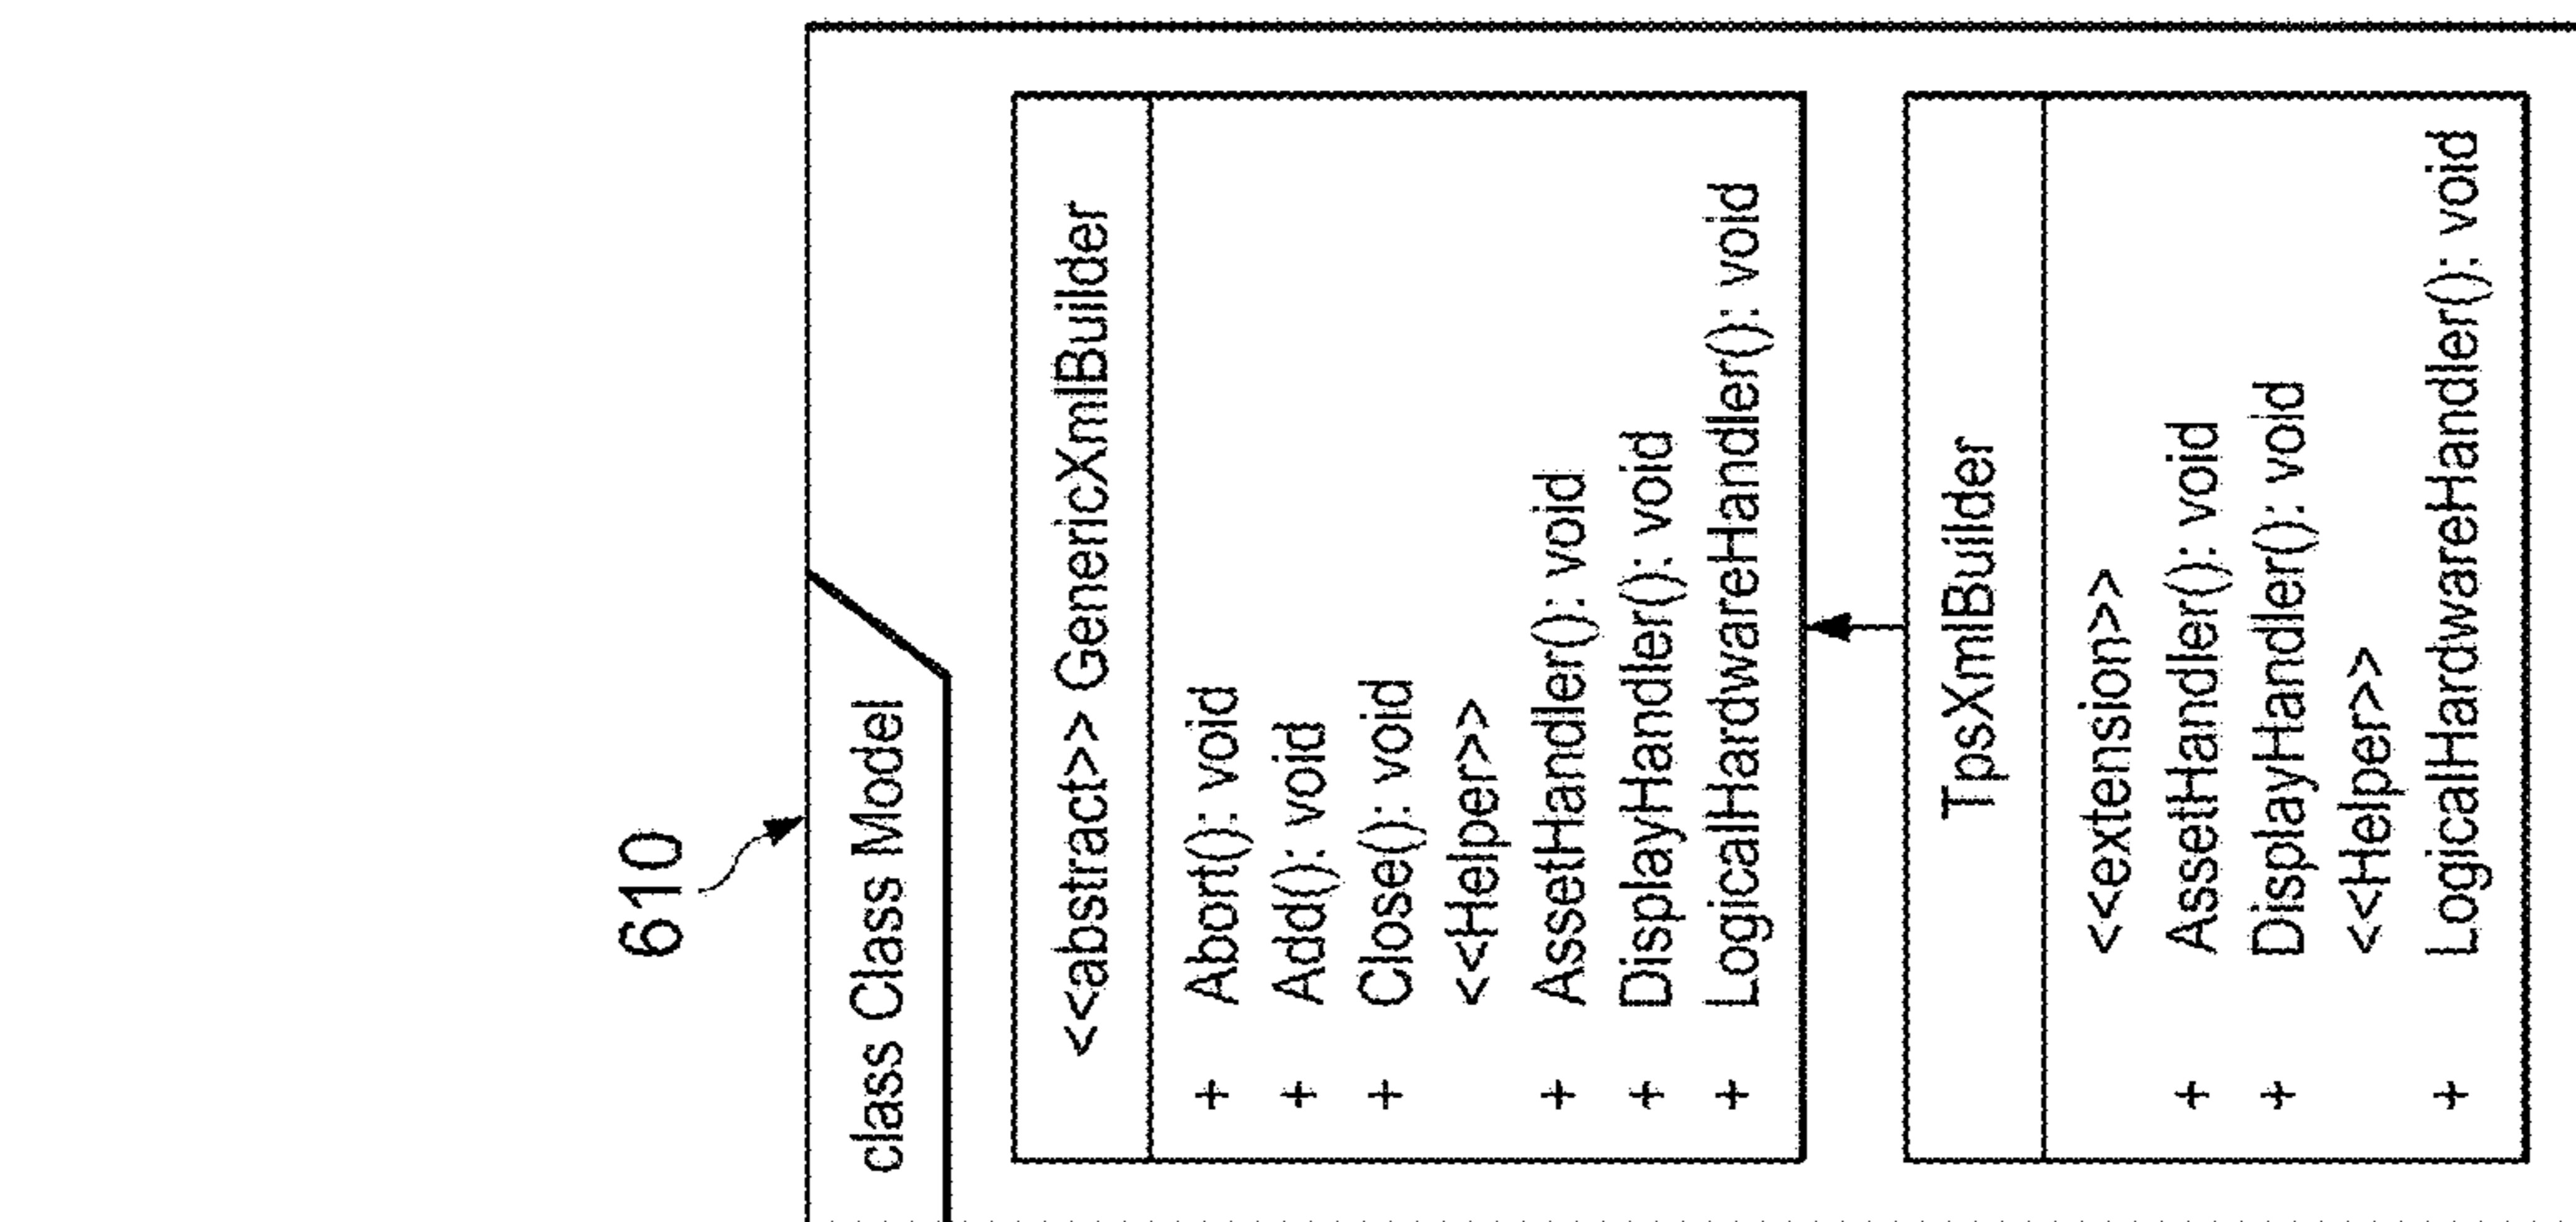 610
class Class Model
<<abstract>> GenericXmlBuilder
+ Abort(): void
+ Add(): void
+ Close(): void
<<Helper>>
+ AssetHandler(): void
+ DisplayHandler(): void
+ LogicalHardwareHandler(): void
TpsXmlBuilder
<<extension>>
+ AssetHandler(): void
+ DisplayHandler(): void
<<Helper>>
+ LogicalHardwareHandler(): void